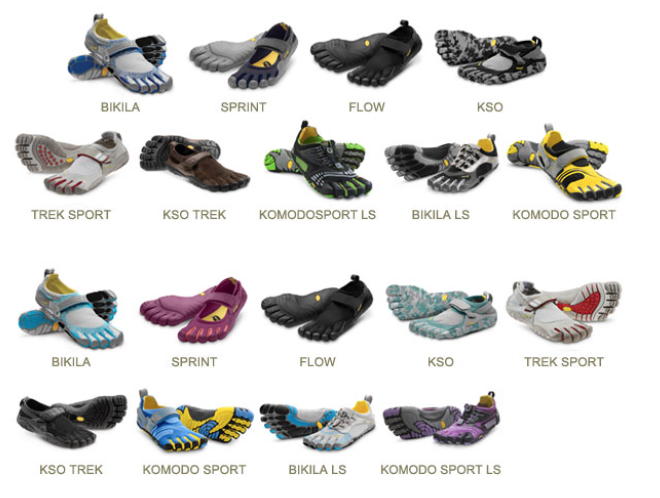 BIKILA SPRINT FLOW KSO
TREK SPORT KSO TREK KOMODOSPORT LS BIKILA LS KOMODO SPORT
BIKILA SPRINT FLOW KSO TREK SPORT
KSO TREK KOMODO SPORT BIKILA LS KOMODO SPORT LS